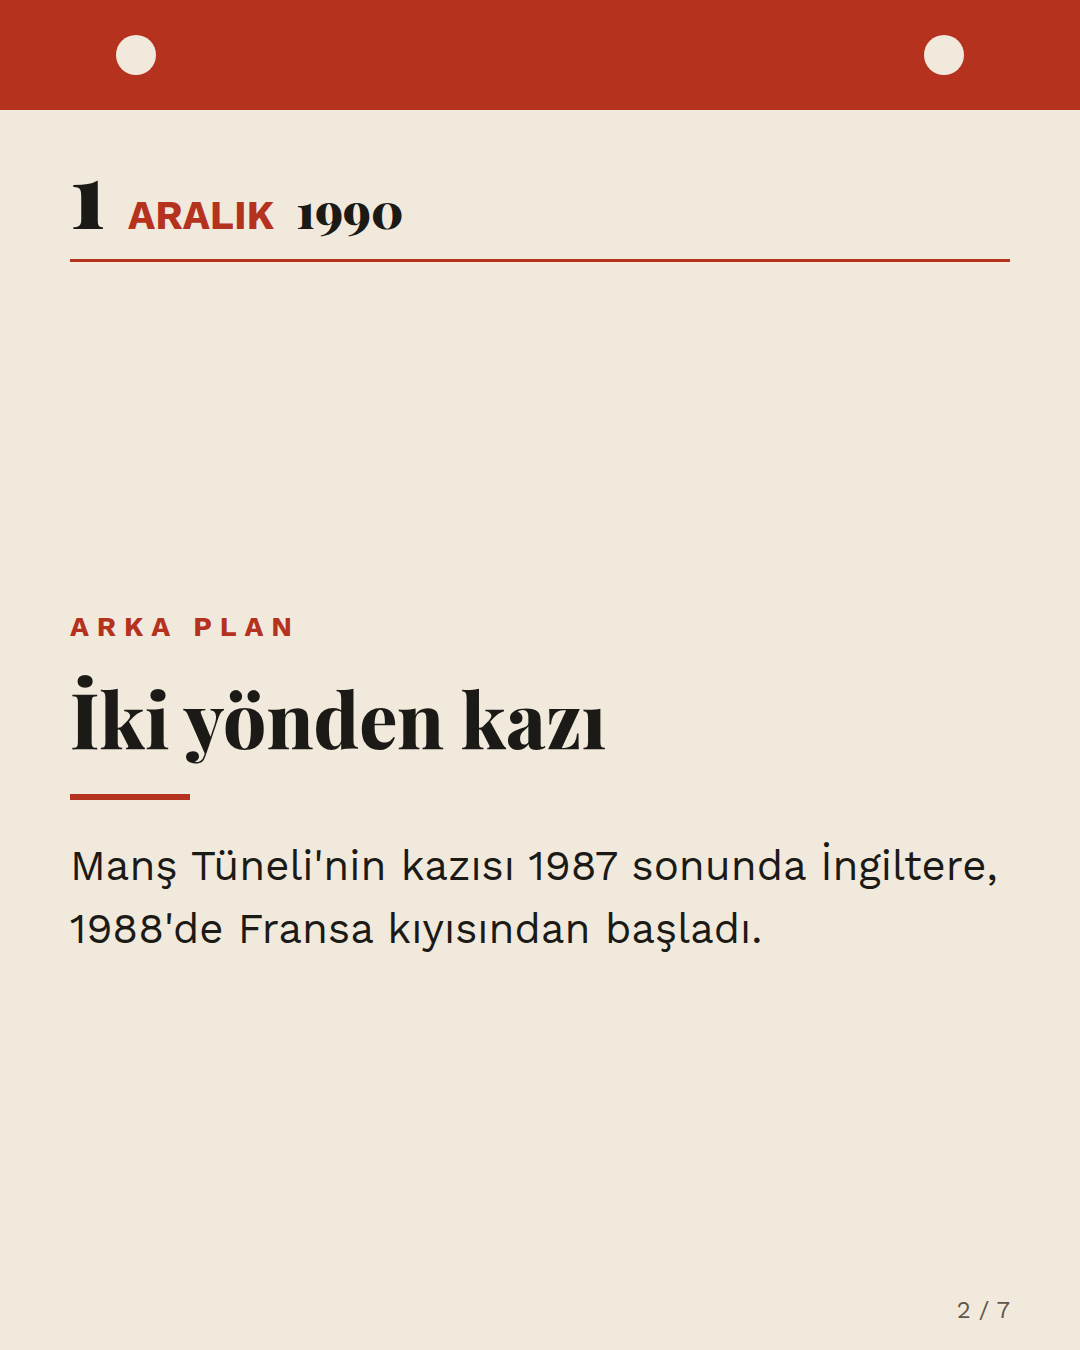 1 ARALIK 1990
ARKA PLAN
İki yönden kazı
Manş Tüneli'nin kazısı 1987 sonunda İngiltere,
1988'de Fransa kıyısından başladı.
2 / 7